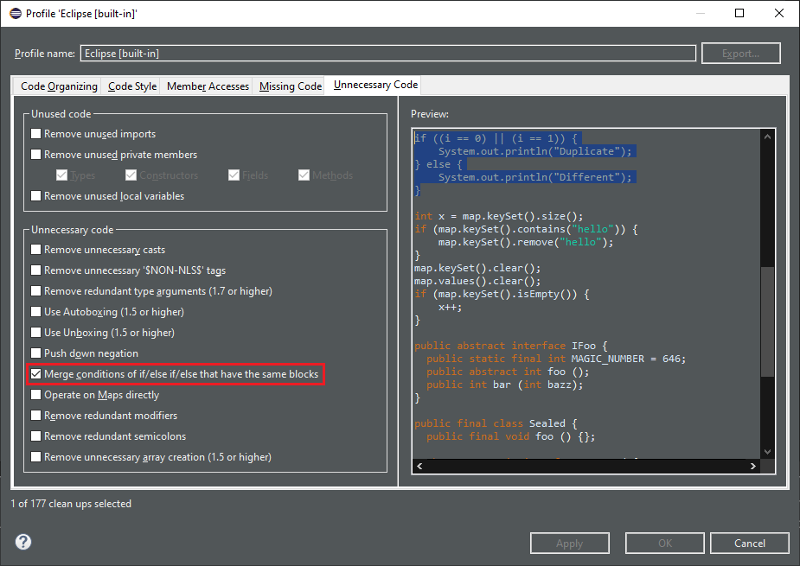 Profile 'Eclipse [built-in]'
Profile name: Eclipse [built-in] Export...
Code Organizing Code Style Member Accesses Missing Code Unnecessary Code
Unused code
Remove unused imports
Remove unused private members
Types Constructors Fields Methods
Remove unused local variables
Unnecessary code
Remove unnecessary casts
Remove unnecessary '$NON-NLS$' tags
Remove redundant type arguments (1.7 or higher)
Use Autoboxing (1.5 or higher)
Use Unboxing (1.5 or higher)
Push down negation
Merge conditions of if/else if/else that have the same blocks
Operate on Maps directly
Remove redundant modifiers
Remove redundant semicolons
Remove unnecessary array creation (1.5 or higher)
Preview:
if ((i == 0) || (i == 1)) {
System.out.println("Duplicate");
} else {
System.out.println("Different");
}
int x = map.keySet().size();
if (map.keySet().contains("hello")) {
map.keySet().remove("hello");
}
map.keySet().clear();
map.values().clear();
if (map.keySet().isEmpty()) {
x++;
}
public abstract interface IFoo {
public static final int MAGIC_NUMBER = 646;
public abstract int foo ();
public int bar (int bazz);
}
public final class Sealed {
public final void foo () {};
1 of 177 clean ups selected
Apply OK Cancel